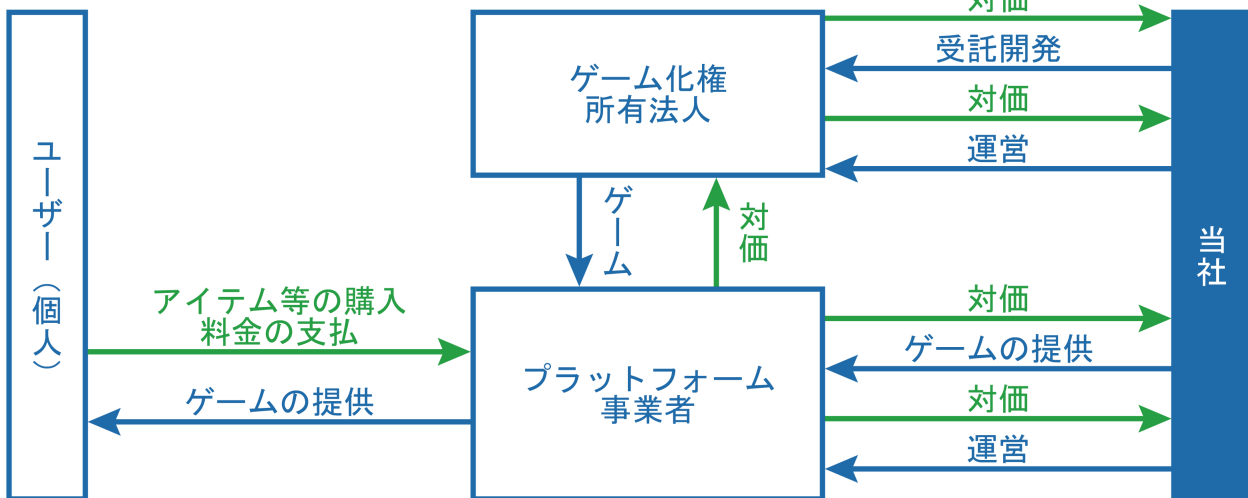 対価
受託開発
ゲーム化権
所有法人
対価
運営
ユーザー（個人）
ゲーム
対価
当社
アイテム等の購入
料金の支払
対価
ゲームの提供
プラットフォーム
事業者
ゲームの提供
対価
運営